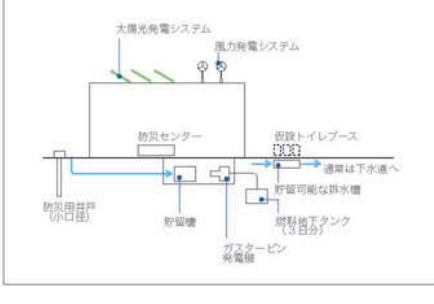 太陽光発電システム
風力発電システム
防災センター
仮設トイレブース
通常は下水道へ
防災用井戸
(小口径)
貯留槽
貯留可能な排水槽
燃料地下タンク
(3日分)
ガスタービン
発電機